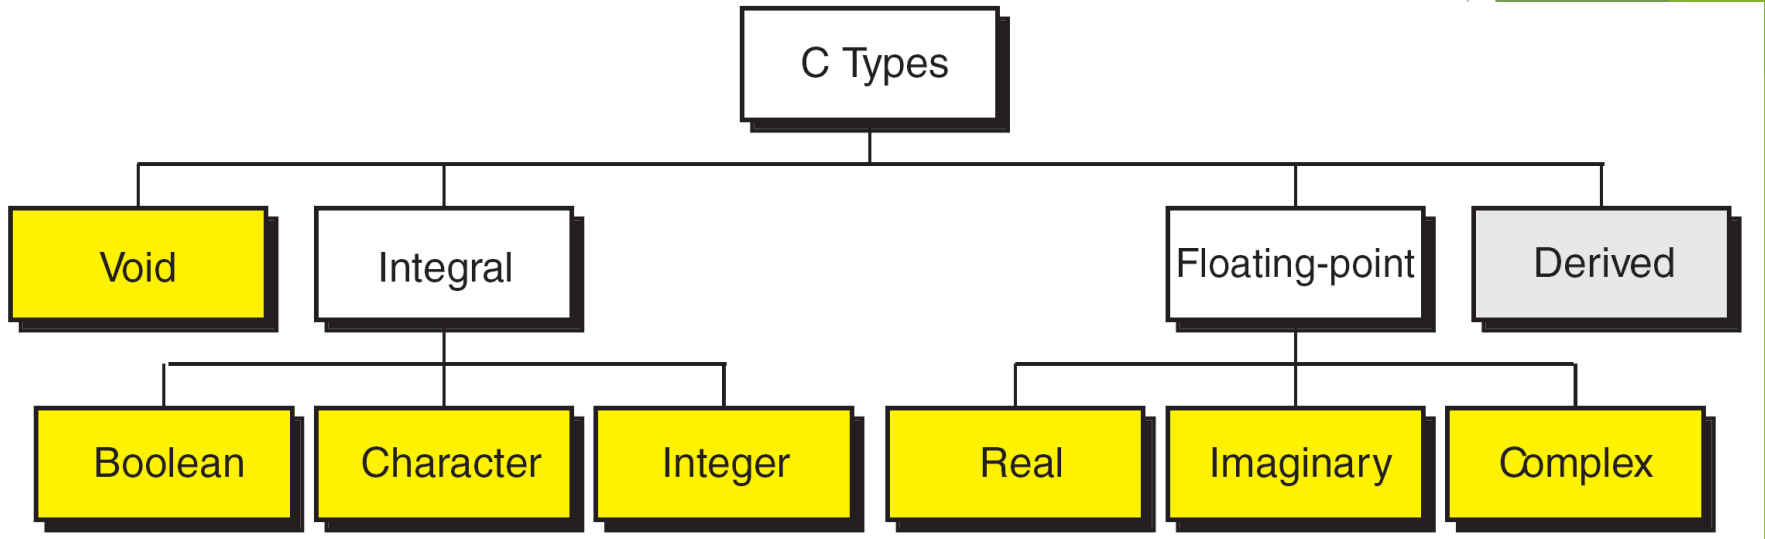 C Types
Void
Integral
Floating-point
Derived
Boolean
Character
Integer
Real
Imaginary
Complex